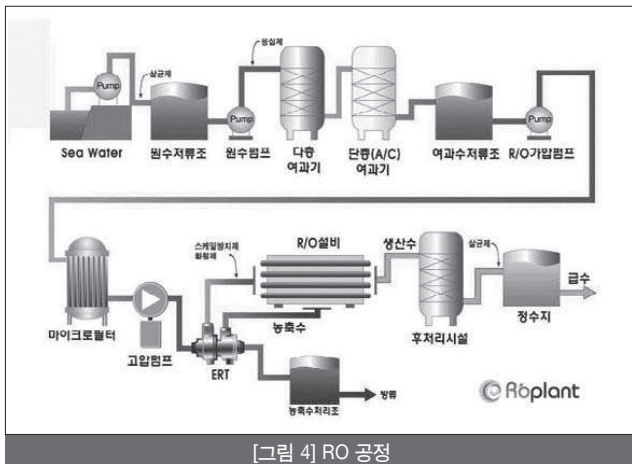 Pump
살균제
응집제
Pump
Pump
Sea Water
원수저류조
원수펌프
다층
여과기
단층(A/C)
여과기
여과수저류조
R/O가압펌프
스케일방지제
환원제
R/O설비
생산수
살균제
급수
마이크로필터
고압펌프
ERT
농축수
후처리시설
정수지
농축수처리조
방류
Roplant
[그림 4] RO 공정